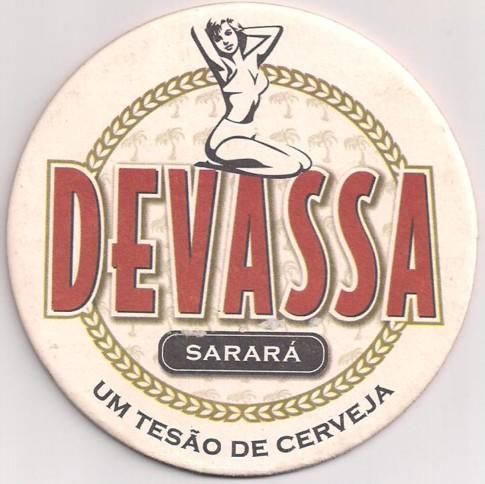 DEVASSA
SARARÁ
UM TESÃO DE CERVEJA